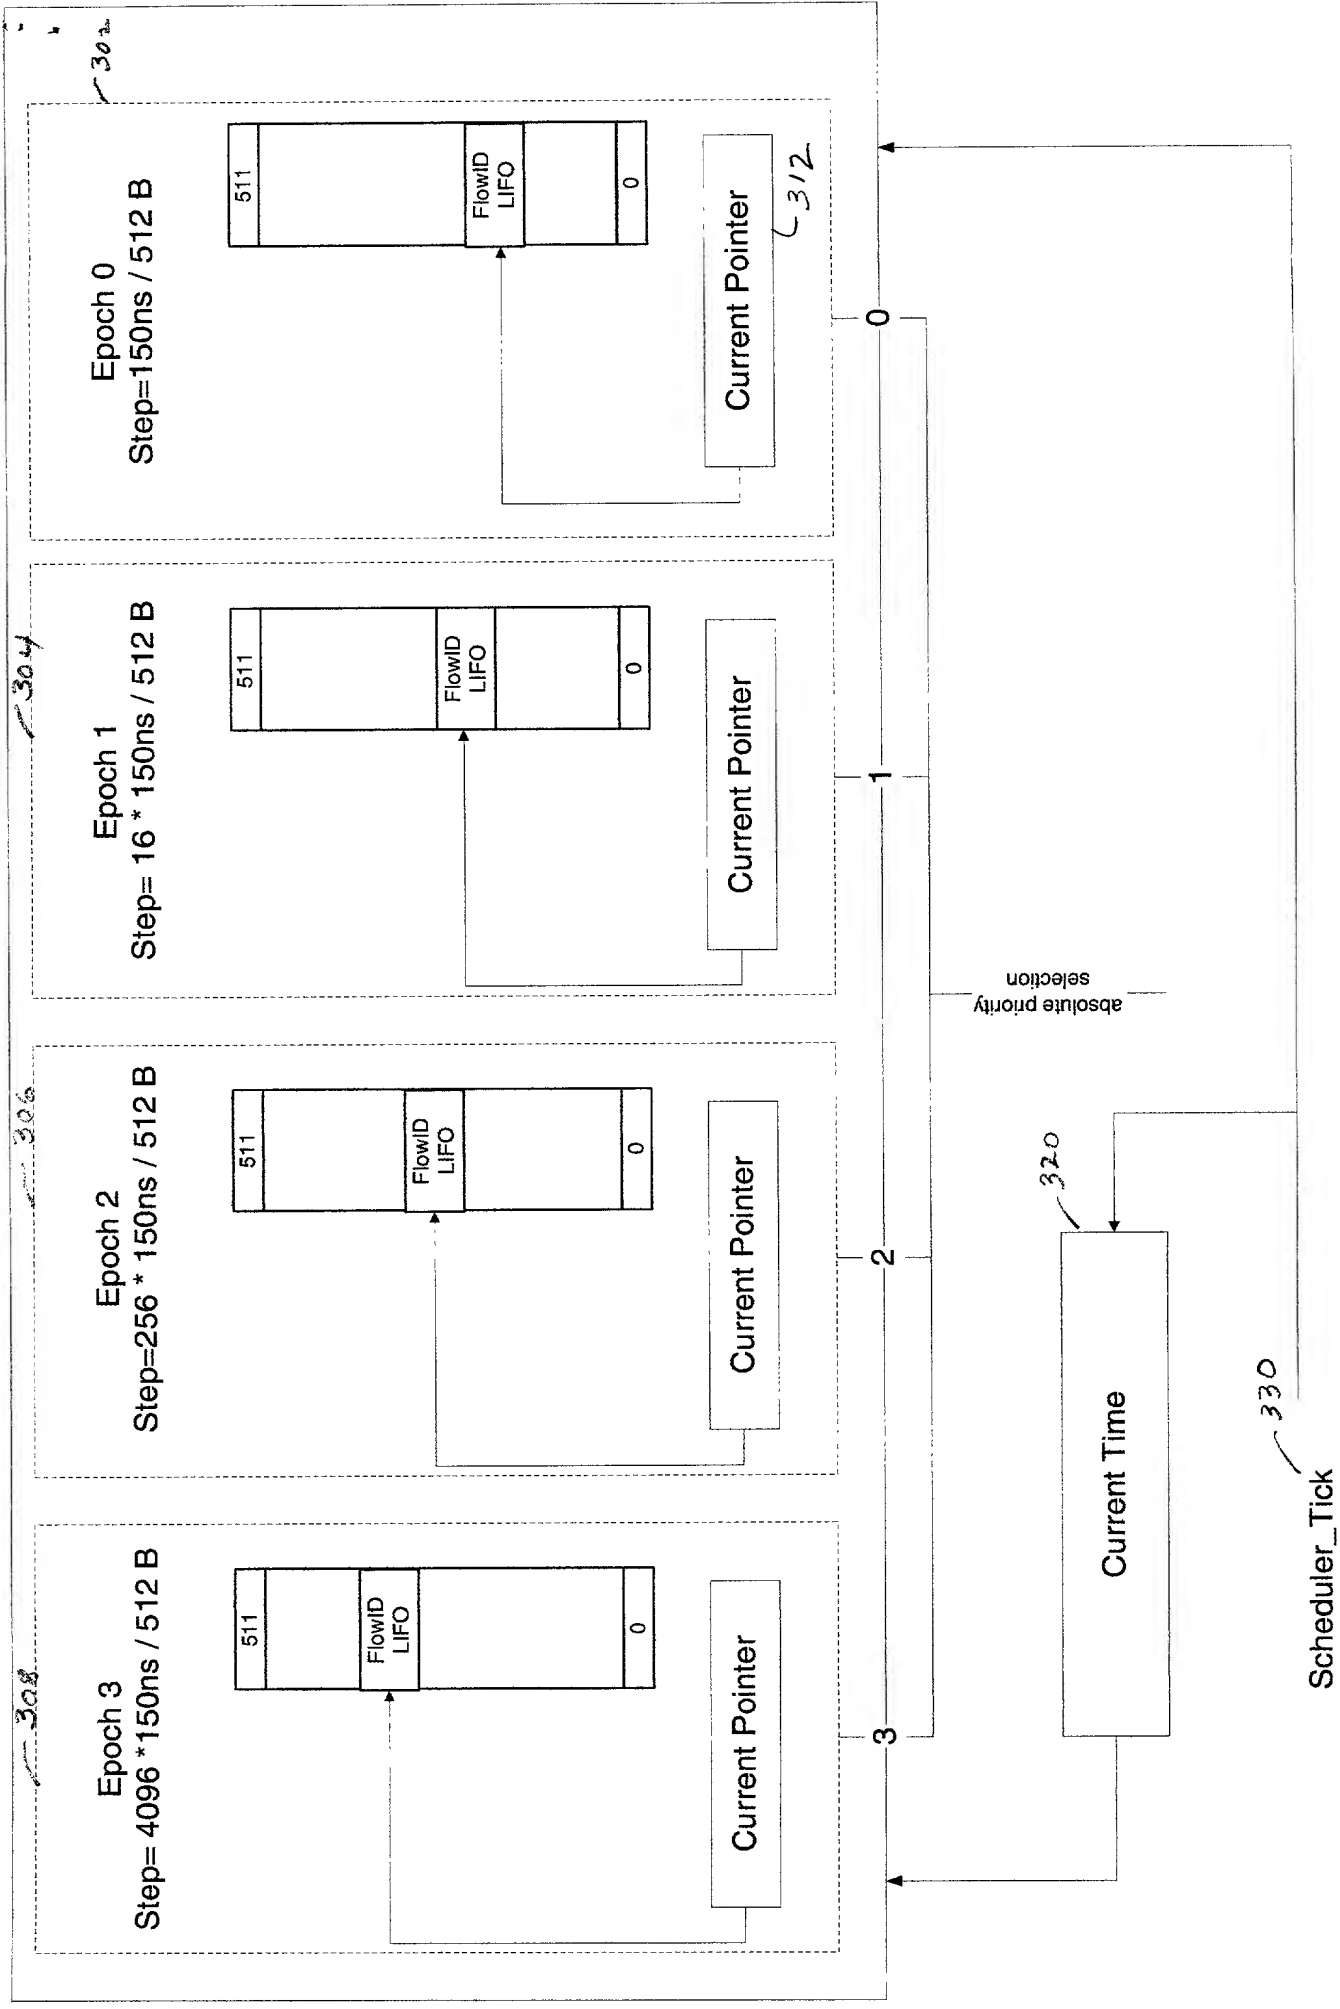 308
Epoch 3
Step= 4096 *150ns / 512 B
511
FlowID
LIFO
0
Current Pointer
3
306
Epoch 2
Step=256 * 150ns / 512 B
511
FlowID
LIFO
0
Current Pointer
2
304
Epoch 1
Step= 16 * 150ns / 512 B
511
FlowID
LIFO
0
Current Pointer
1
302
Epoch 0
Step=150ns / 512 B
511
FlowID
LIFO
0
Current Pointer
312
0
absolute priority
selection
320
Current Time
330
Scheduler_Tick